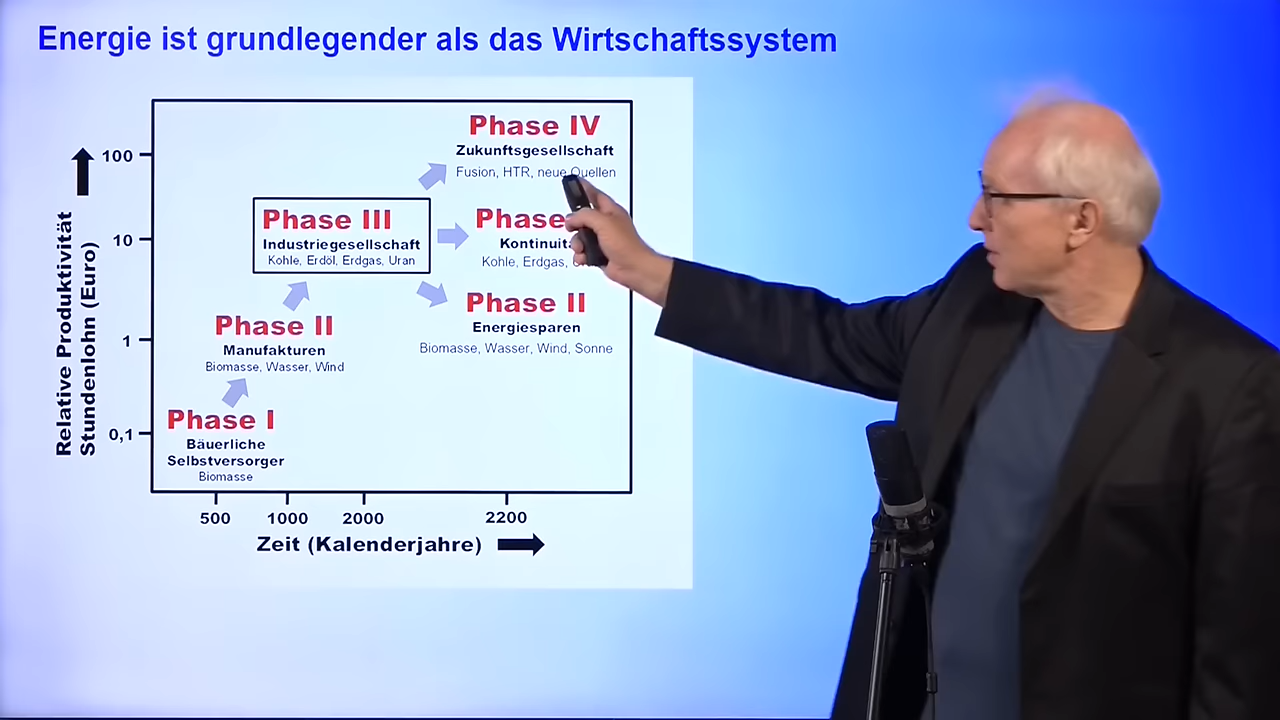 Energie ist grundlegender als das Wirtschaftssystem
Relative Produktivität
Stundenlohn (Euro)
100
10
1
0,1
Phase IV
Zukunftsgesellschaft
Fusion, HTR, neue Quellen
Phase III
Industriegesellschaft
Kohle, Erdöl, Erdgas, Uran
Phase
Kohle, Erdgas,
Phase II
Energiesparen
Biomasse, Wasser, Wind, Sonne
Phase II
Manufakturen
Biomasse, Wasser, Wind
Phase I
Bäuerliche
Selbstversorger
Biomasse
500 1000 2000 2200
Zeit (Kalenderjahre)